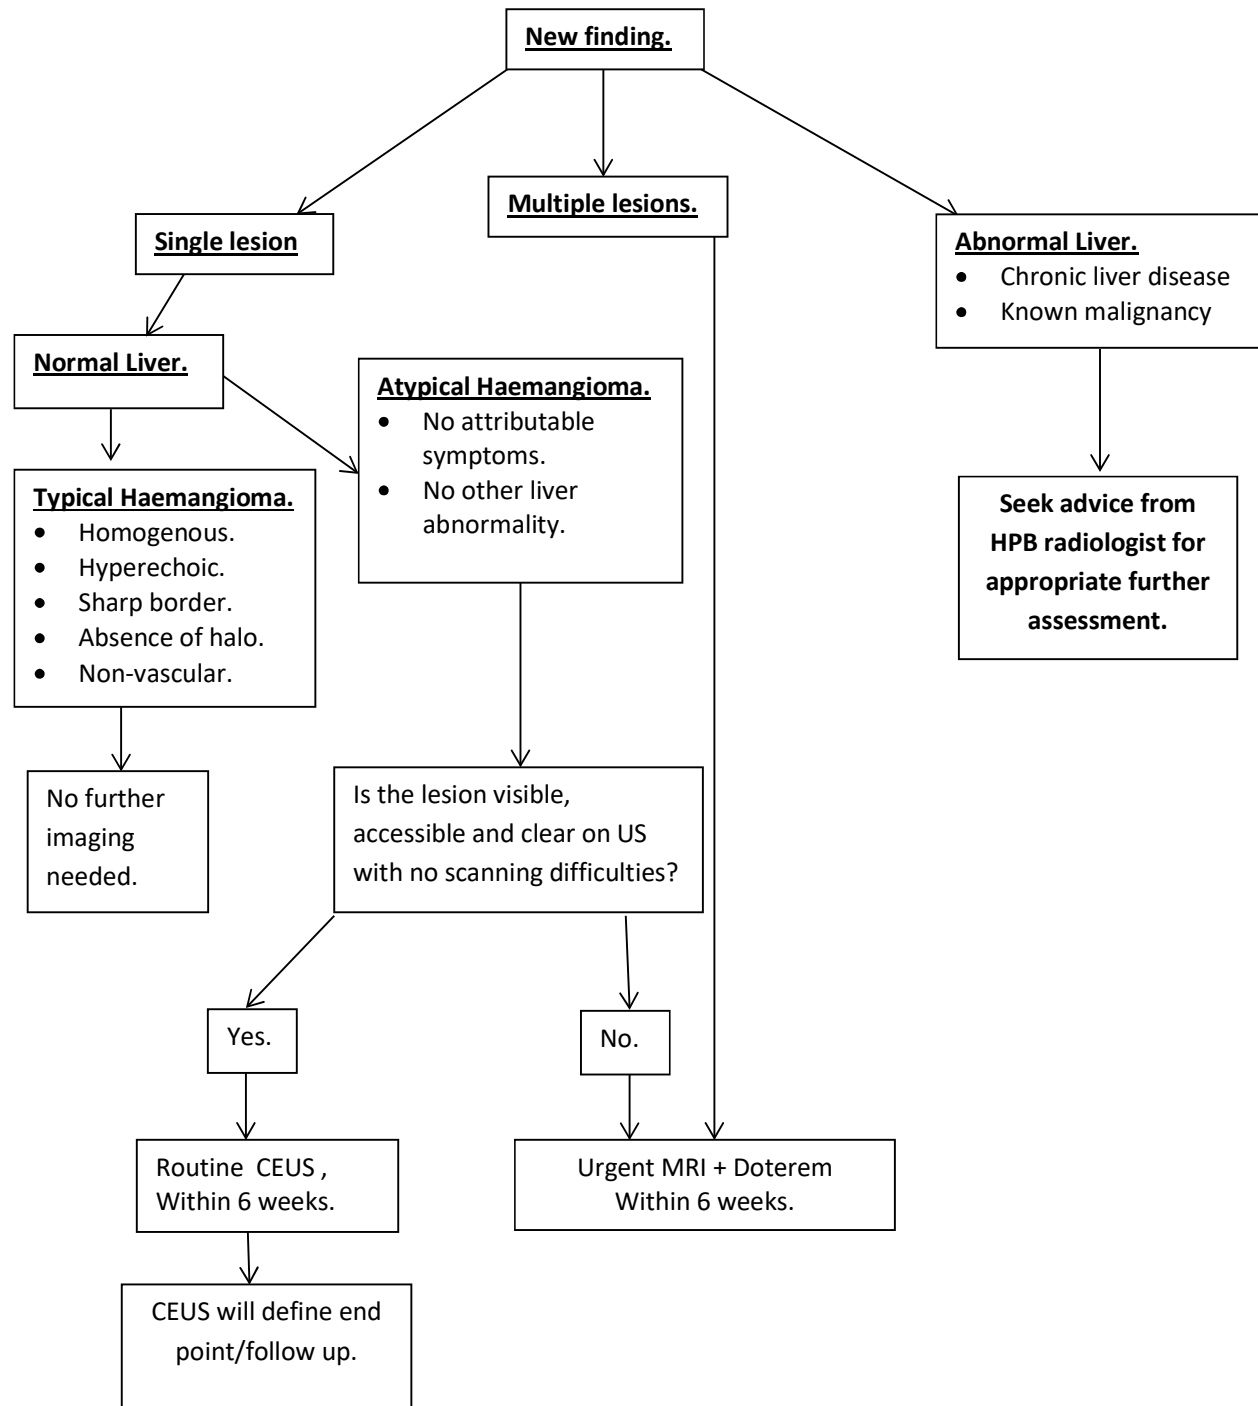 New finding.
Single lesion
Multiple lesions.
Abnormal Liver.
• Chronic liver disease
• Known malignancy
Normal Liver.
Atypical Haemangioma.
• No attributable
symptoms.
• No other liver
abnormality.
Typical Haemangioma.
• Homogenous.
• Hyperechoic.
• Sharp border.
• Absence of halo.
• Non-vascular.
Seek advice from
HPB radiologist for
appropriate further
assessment.
No further
imaging
needed.
Is the lesion visible,
accessible and clear on US
with no scanning difficulties?
Yes.
No.
Routine CEUS ,
Within 6 weeks.
Urgent MRI + Doterem
Within 6 weeks.
CEUS will define end
point/follow up.